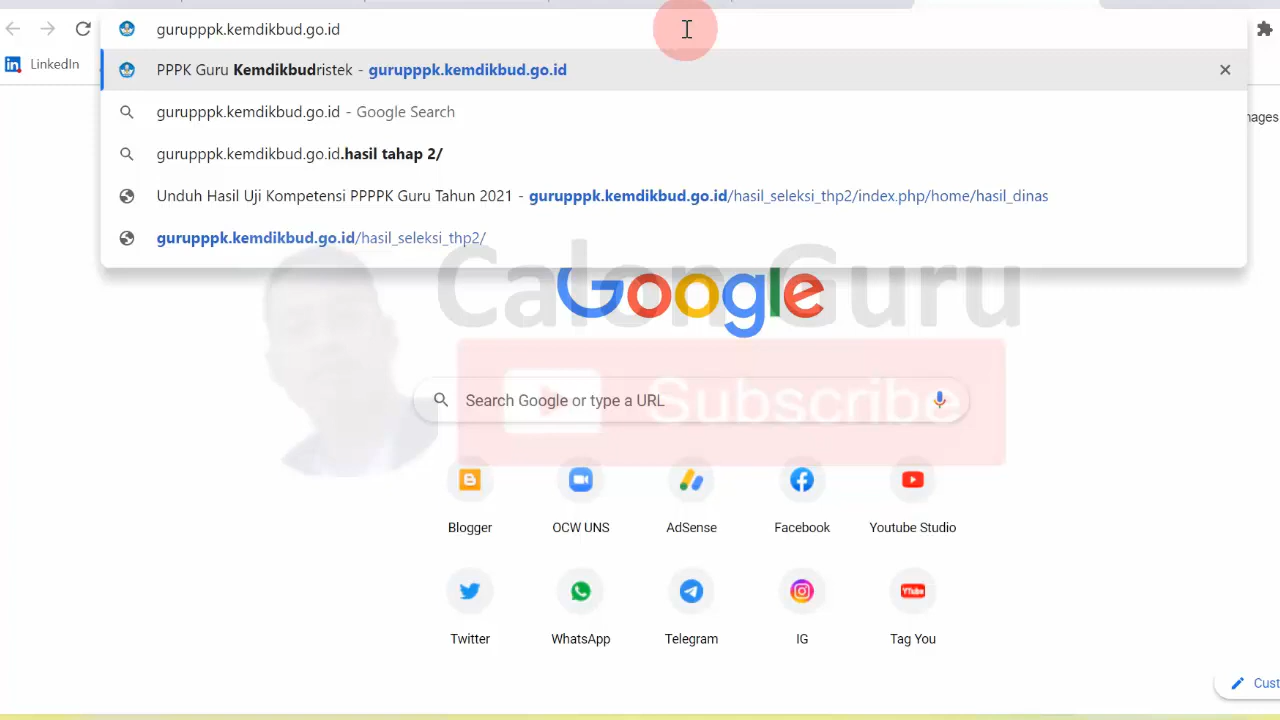 gurupppk.kemdikbud.go.id
LinkedIn
PPPK Guru Kemdikbudristek - gurupppk.kemdikbud.go.id
gurupppk.kemdikbud.go.id - Google Search
gurupppk.kemdikbud.go.id.hasil tahap 2/
Unduh Hasil Uji Kompetensi PPPPK Guru Tahun 2021 - gurupppk.kemdikbud.go.id/hasil_seleksi_thp2/index.php/home/hasil_dinas
gurupppk.kemdikbud.go.id/hasil_seleksi_thp2/
Calon Guru
Google
Search Google or type a URL
Subscribe
Blogger OCW UNS AdSense Facebook Youtube Studio
Twitter WhatsApp Telegram IG Tag You